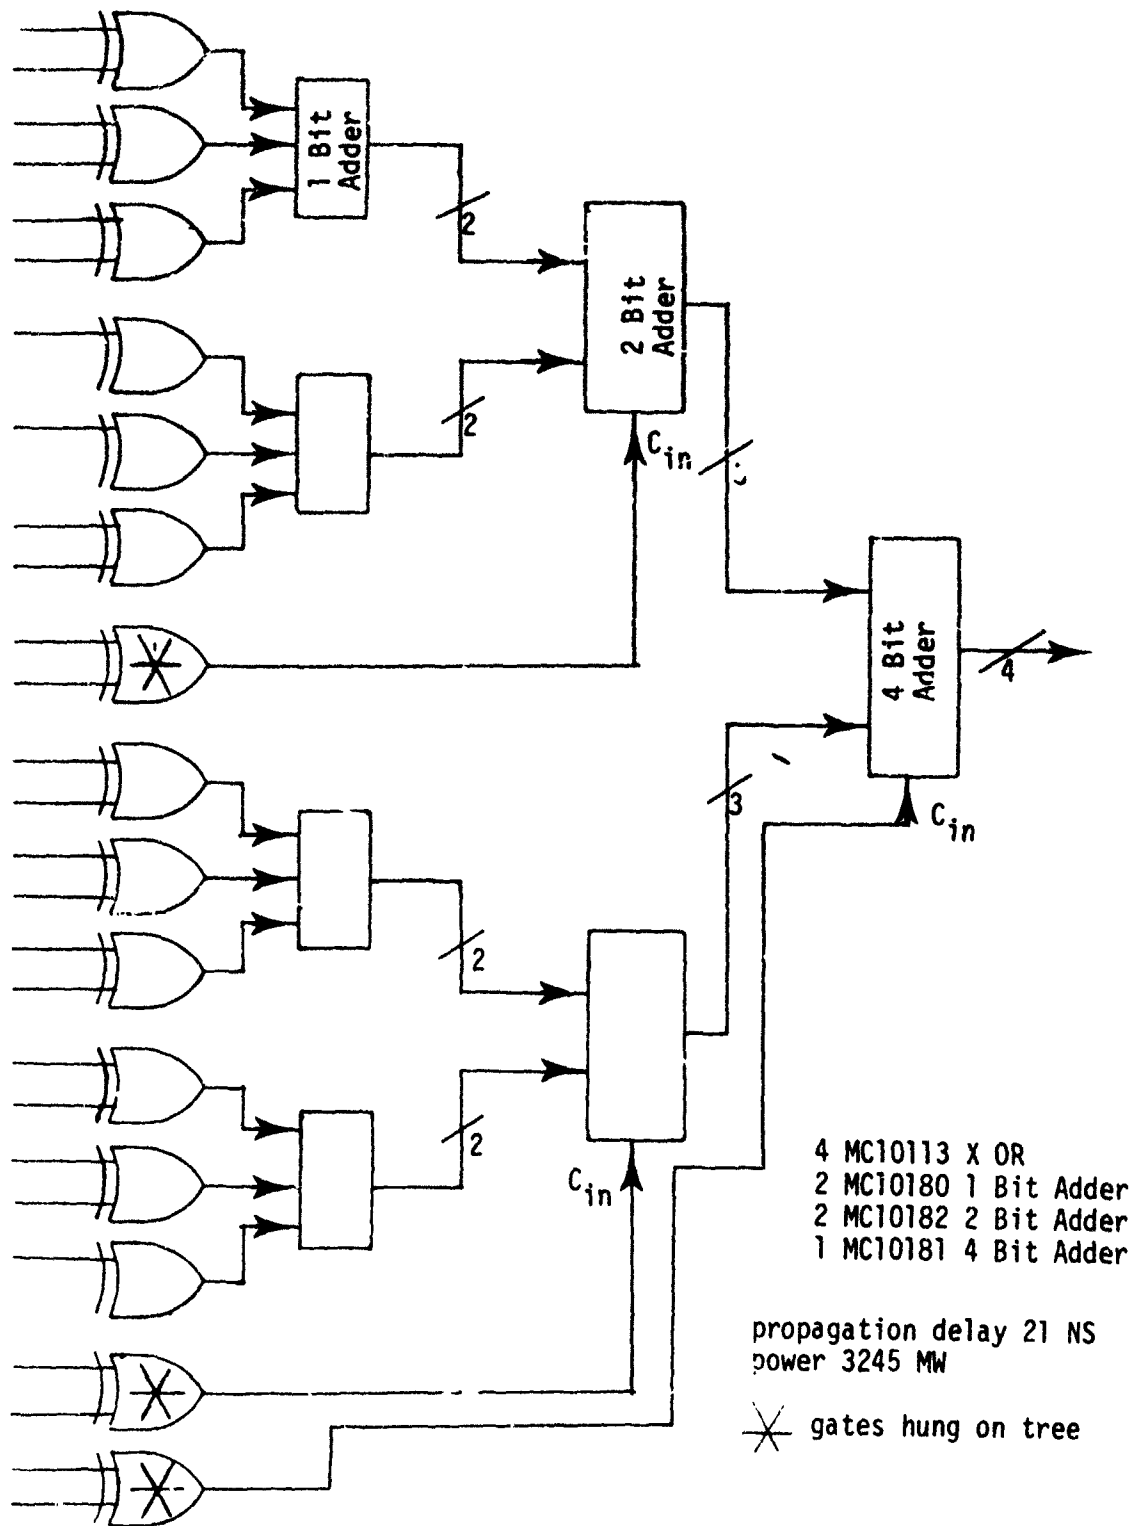 1 Bit
Adder
2
2 Bit
Adder
2
C in
4 Bit
Adder
4
3
C in
2
2
C in
4 MC10113 X OR
2 MC10180 1 Bit Adder
2 MC10182 2 Bit Adder
1 MC10181 4 Bit Adder
propagation delay 21 NS
power 3245 MW
gates hung on tree